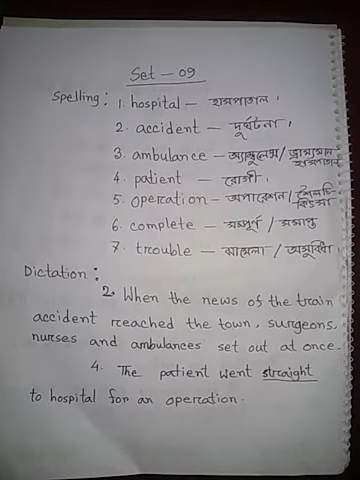 Set - 09
Spelling: 1. hospital - হাসপাতাল।
2. accident - দূর্ঘটনা।
3. ambulance - অ্যাম্বুলেন্স/ভ্রাম্যমান হাসপাতাল
4. patient - রোগী।
5. operation - অপারেশন/
6. complete - সম্পূর্ণ/সমাপ্ত
7. trouble - ঝামেলা/অসুবিধা।
Dictation:
2. When the news of the train
accident reached the town, surgeons,
nurses and ambulances set out at once.
4. The patient went straight
to hospital for an operation.